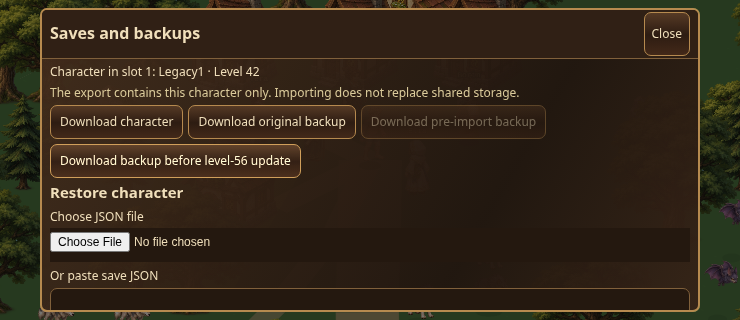 Saves and backups
Close
Character in slot 1: Legacy1 · Level 42
The export contains this character only. Importing does not replace shared storage.
Download character
Download original backup
Download pre-import backup
Download backup before level-56 update
Restore character
Choose JSON file
Choose File No file chosen
Or paste save JSON